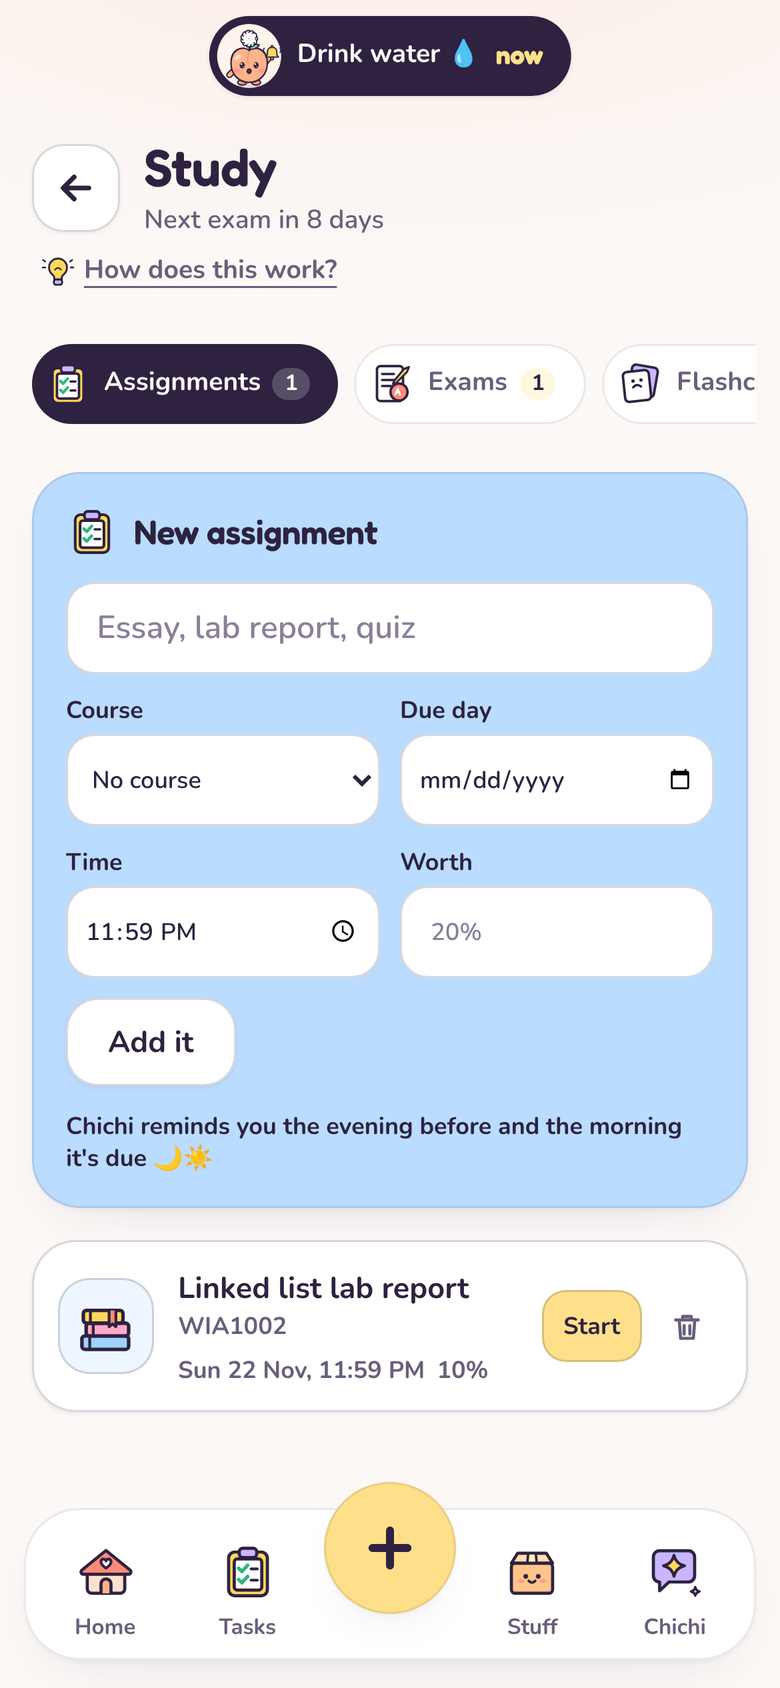 Drink water 💧 now
Study
Next exam in 8 days
How does this work?
Assignments 1
Exams 1
Flashc
New assignment
Essay, lab report, quiz
Course
Due day
No course
mm/dd/yyyy
Time
Worth
11:59 PM
20%
Add it
Chichi reminds you the evening before and the morning
it's due 🌙☀️
Linked list lab report
WIA1002
Start
Sun 22 Nov, 11:59 PM 10%
Home
Tasks
Stuff
Chichi